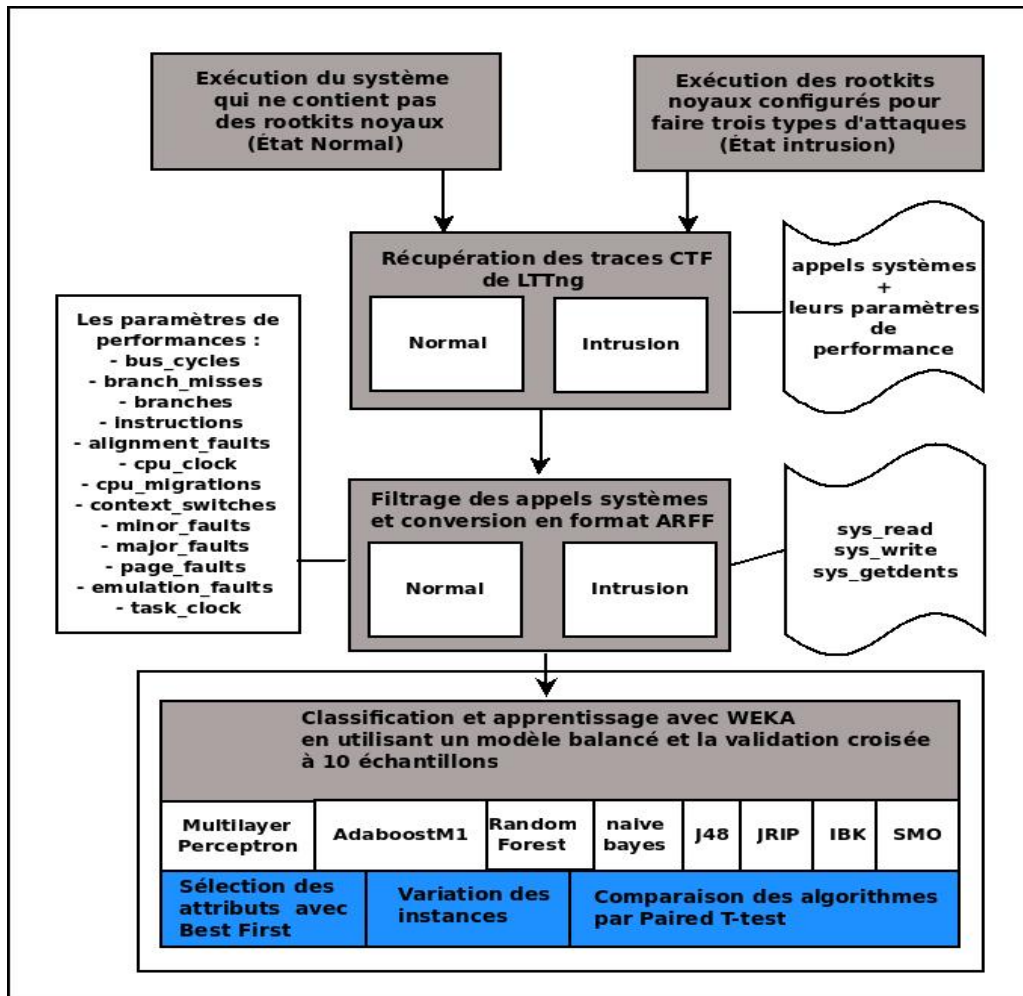 Exécution du système
qui ne contient pas
des rootkits noyaux
(État Normal)
Exécution des rootkits
noyaux configurés pour
faire trois types d'attaques
(État intrusion)
Récupération des traces CTF
de LTTng
Normal
Intrusion
appels systèmes
+
leurs paramètres
de
performance
Les paramètres de
performances :
- bus_cycles
- branch_misses
- branches
- instructions
- alignment_faults
- cpu_clock
- cpu_migrations
- context_switches
- minor_faults
- major_faults
- page_faults
- emulation_faults
- task_clock
Filtrage des appels systèmes
et conversion en format ARFF
Normal
Intrusion
sys_read
sys_write
sys_getdents
Classification et apprentissage avec WEKA
en utilisant un modèle balancé et la validation croisée
à 10 échantillons
Multilayer
Perceptron
AdaboostM1
Random
Forest
naive
bayes
J48
JRIP
IBK
SMO
Sélection des
attributs avec
Best First
Variation des
instances
Comparaison des algorithmes
par Paired T-test